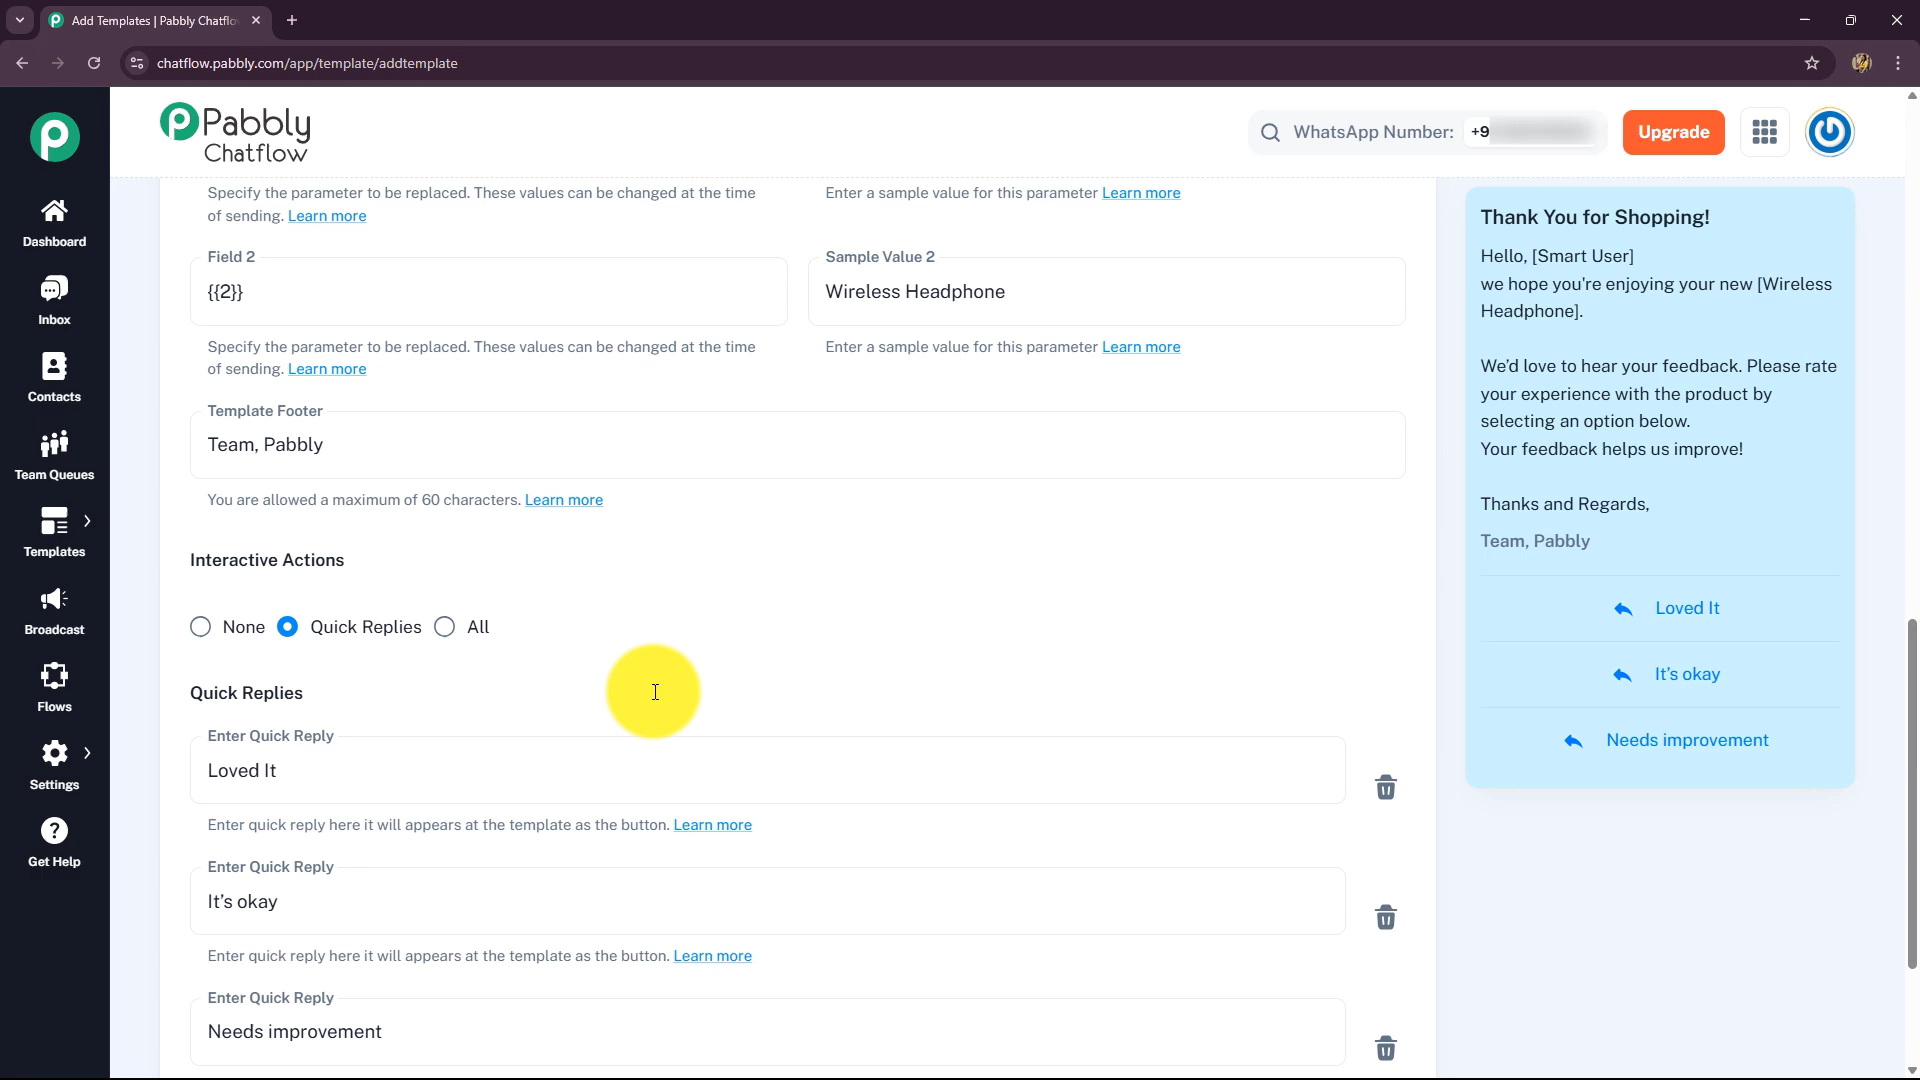 Add Templates | Pabbly Chatflo
chatflow.pabbly.com/app/template/addtemplate
Pabbly
Chatflow
WhatsApp Number: +9
Upgrade
Dashboard
Inbox
Contacts
Team Queues
Templates
Broadcast
Flows
Settings
Get Help
Specify the parameter to be replaced. These values can be changed at the time
of sending. Learn more
Enter a sample value for this parameter Learn more
Field 2
{{2}}
Sample Value 2
Wireless Headphone
Specify the parameter to be replaced. These values can be changed at the time
of sending. Learn more
Enter a sample value for this parameter Learn more
Template Footer
Team, Pabbly
You are allowed a maximum of 60 characters. Learn more
Interactive Actions
None
Quick Replies
All
Quick Replies
Enter Quick Reply
Loved It
Enter quick reply here it will appears at the template as the button. Learn more
Enter Quick Reply
It's okay
Enter quick reply here it will appears at the template as the button. Learn more
Enter Quick Reply
Needs improvement
Thank You for Shopping!
Hello, [Smart User]
we hope you're enjoying your new [Wireless
Headphone].
We'd love to hear your feedback. Please rate
your experience with the product by
selecting an option below.
Your feedback helps us improve!
Thanks and Regards,
Team, Pabbly
Loved It
It's okay
Needs improvement